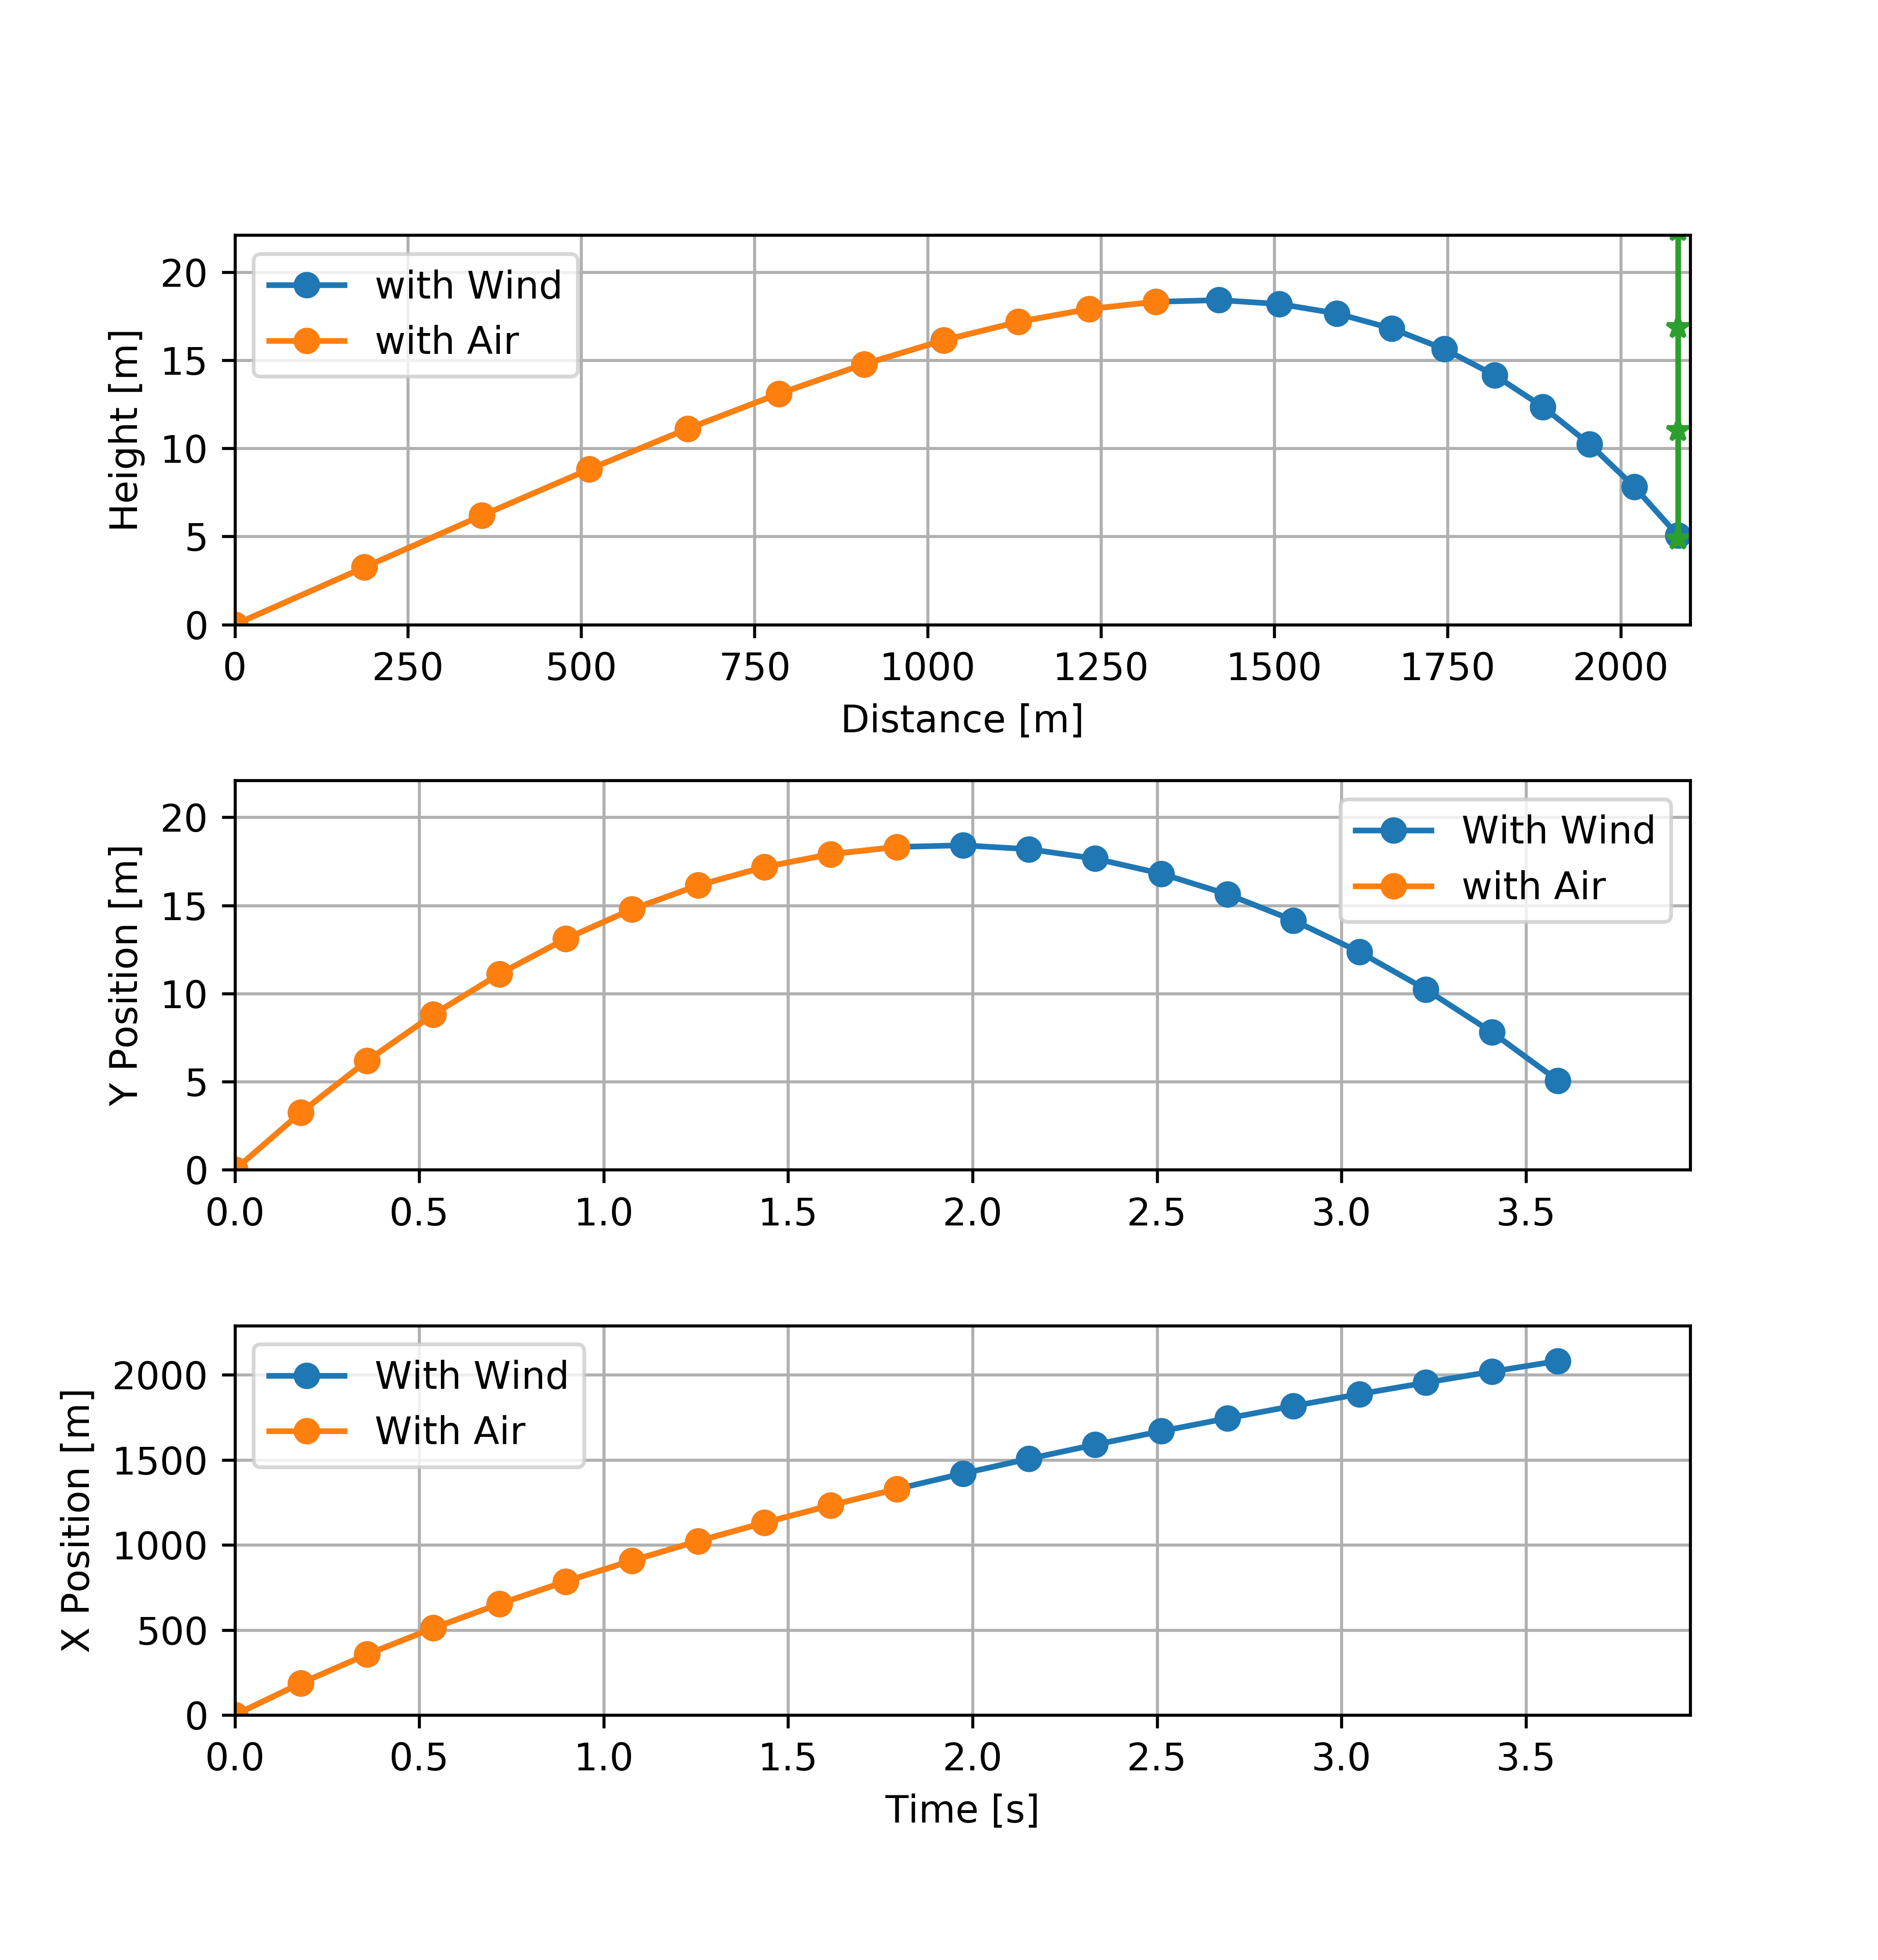 20
15
10
5
0
Height [m]
with Wind
with Air
0 250 500 750 1000 1250 1500 1750 2000
Distance [m]
20
15
10
5
0
Y Position [m]
With Wind
with Air
0.0 0.5 1.0 1.5 2.0 2.5 3.0 3.5
2000
1500
1000
500
0
X Position [m]
With Wind
With Air
0.0 0.5 1.0 1.5 2.0 2.5 3.0 3.5
Time [s]